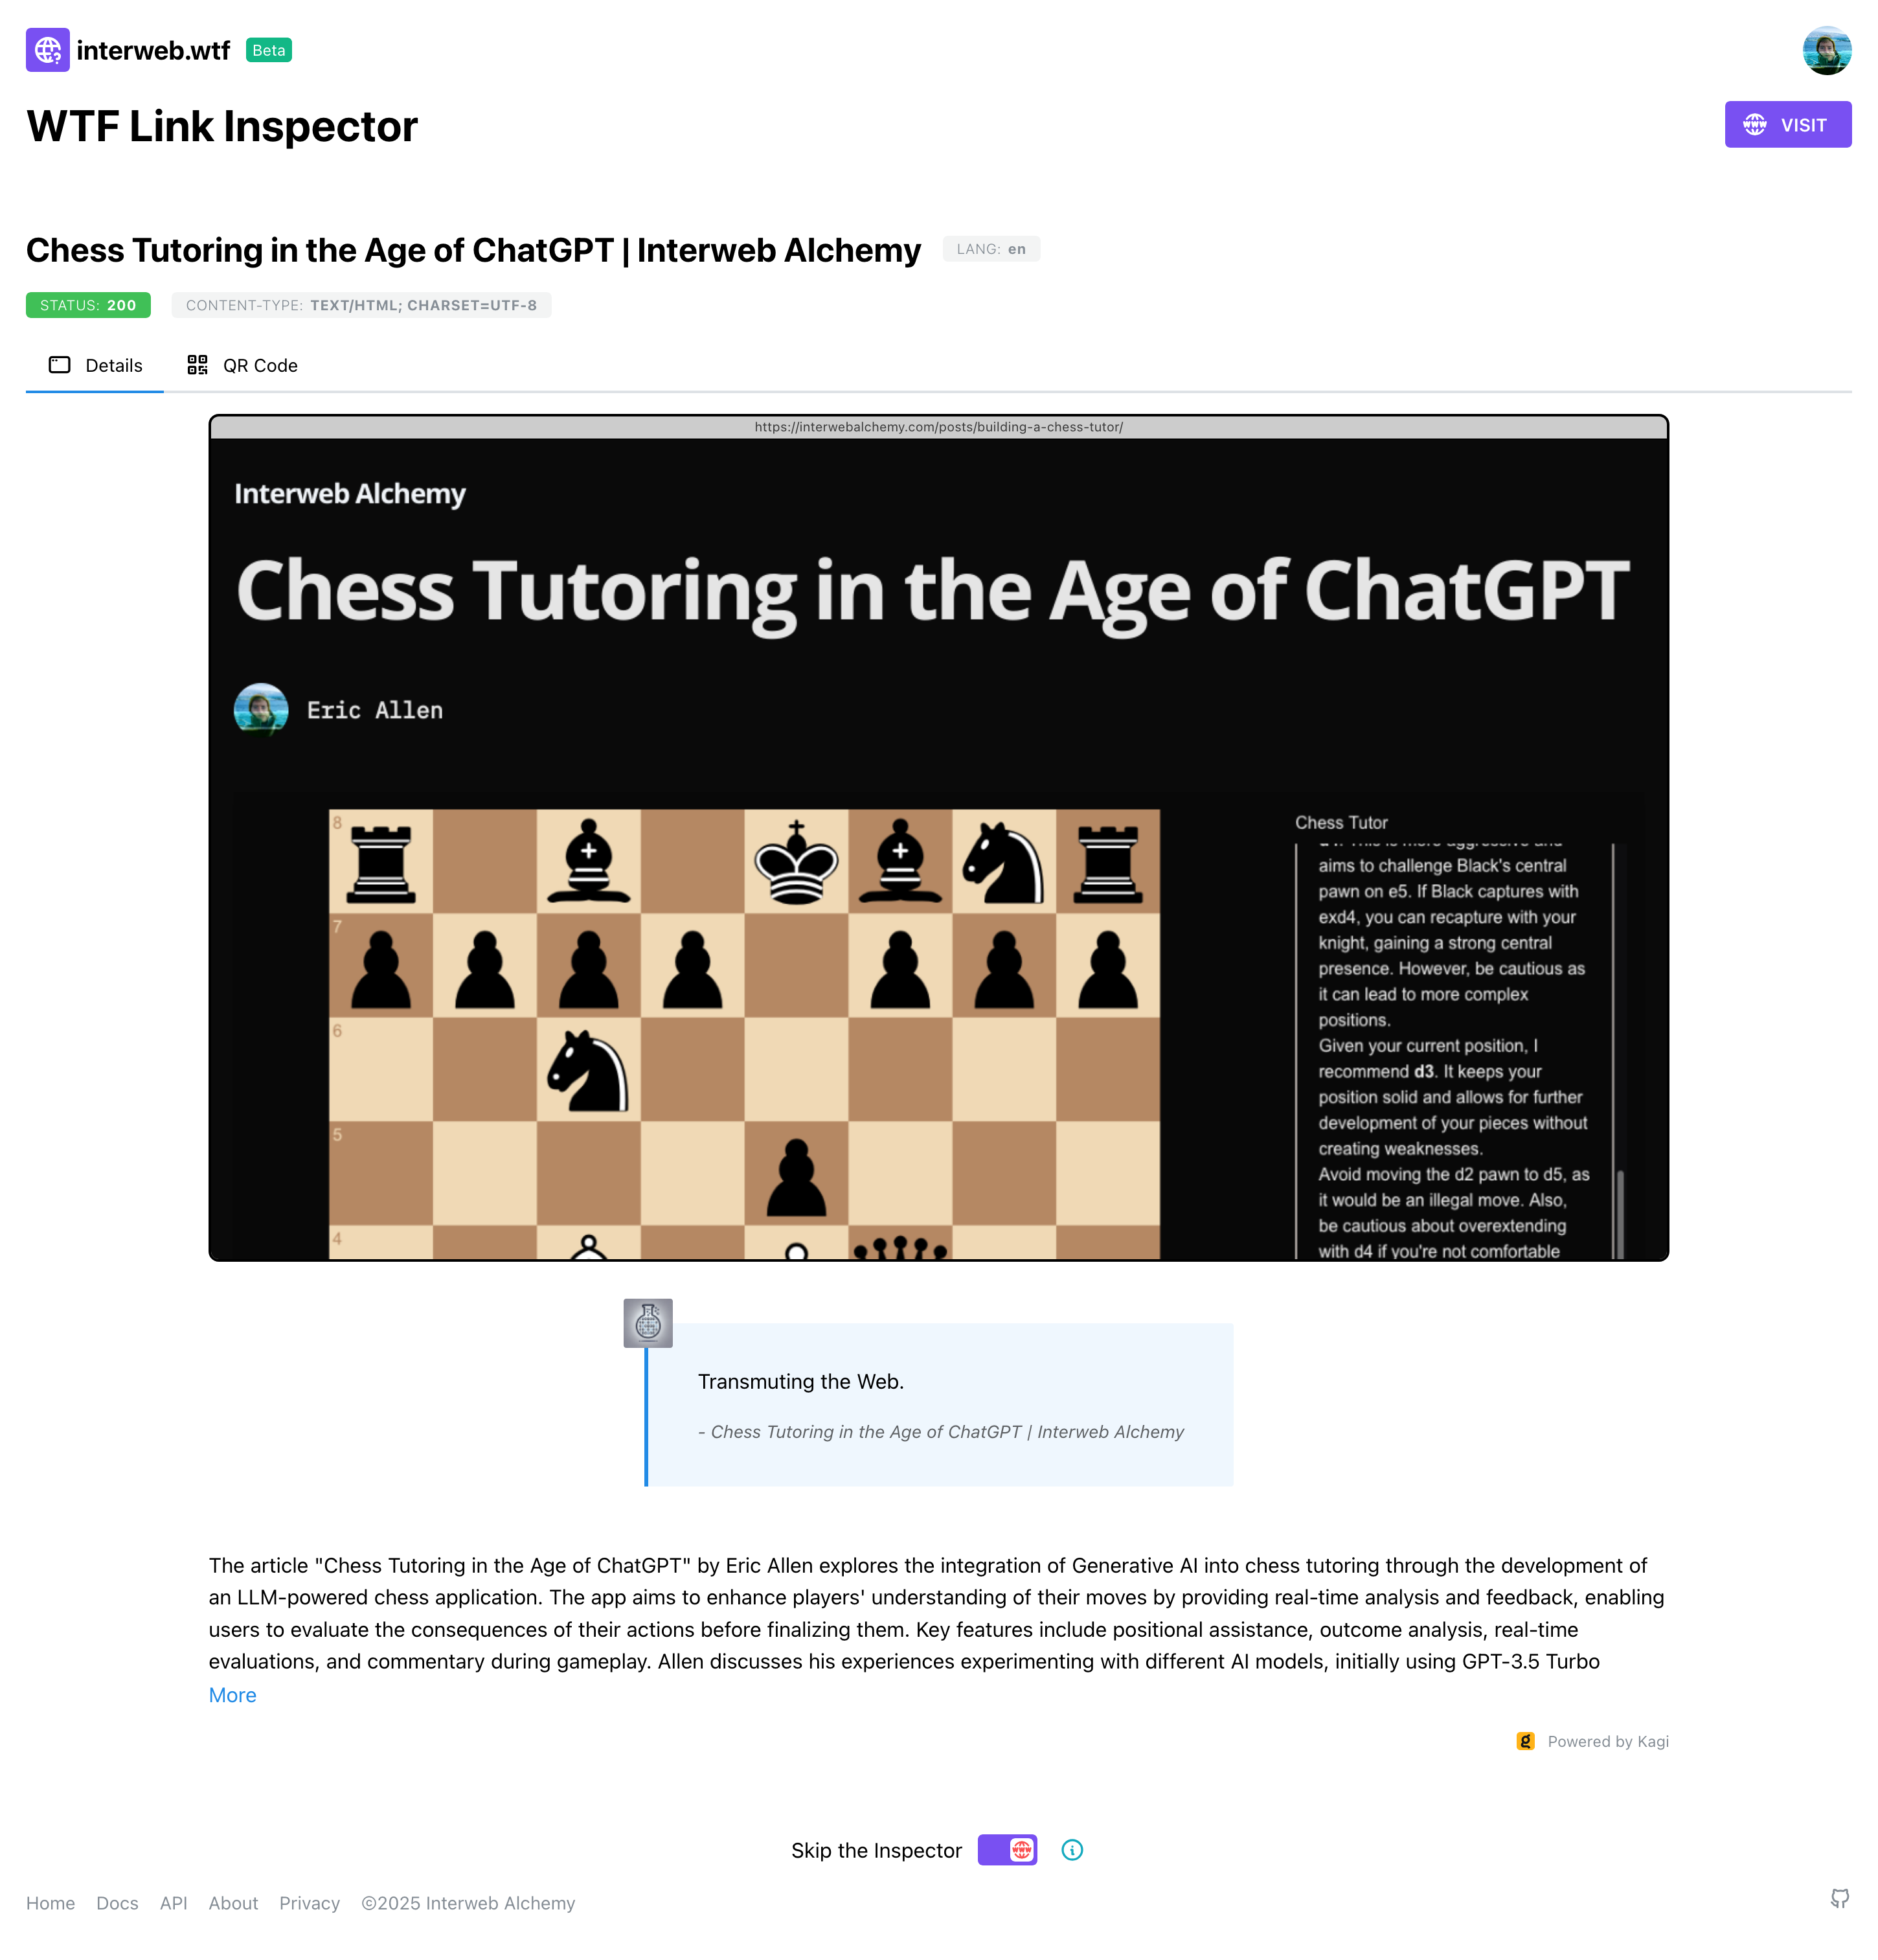 interweb.wtf Beta
WTF Link Inspector
VISIT
Chess Tutoring in the Age of ChatGPT | Interweb Alchemy LANG: en
STATUS: 200 CONTENT-TYPE: TEXT/HTML; CHARSET=UTF-8
Details QR Code
https://interwebalchemy.com/posts/building-a-chess-tutor/
Interweb Alchemy
Chess Tutoring in the Age of ChatGPT
Eric Allen
8
7
6
5
4
Chess Tutor
aims to challenge Black's central
pawn on e5. If Black captures with
exd4, you can recapture with your
knight, gaining a strong central
presence. However, be cautious as
it can lead to more complex
positions.
Given your current position, I
recommend d3. It keeps your
position solid and allows for further
development of your pieces without
creating weaknesses.
Avoid moving the d2 pawn to d5, as
it would be an illegal move. Also,
be cautious about overextending
with d4 if you're not comfortable
Transmuting the Web.
- Chess Tutoring in the Age of ChatGPT | Interweb Alchemy
The article "Chess Tutoring in the Age of ChatGPT" by Eric Allen explores the integration of Generative AI into chess tutoring through the development of
an LLM-powered chess application. The app aims to enhance players' understanding of their moves by providing real-time analysis and feedback, enabling
users to evaluate the consequences of their actions before finalizing them. Key features include positional assistance, outcome analysis, real-time
evaluations, and commentary during gameplay. Allen discusses his experiences experimenting with different AI models, initially using GPT-3.5 Turbo
More
g Powered by Kagi
Skip the Inspector WWW
Home Docs API About Privacy ©2025 Interweb Alchemy